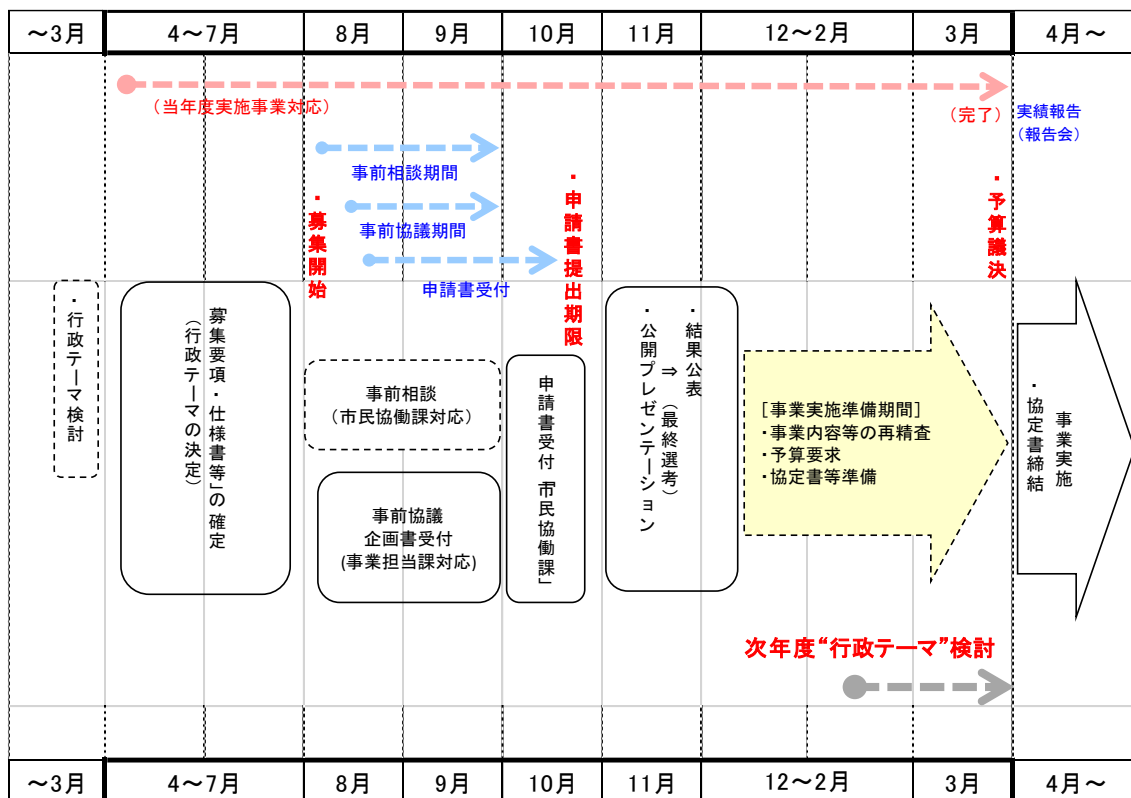 ～3月
4～7月
8月
9月
10月
11月
12～2月
3月
4月～
（当年度実施事業対応）
（完了）
実績報告
（報告会）
事前相談期間
事前協議期間
申請書受付
・募集開始
・申請書提出期限
・予算議決
・行政テーマ検討
「募集要項・仕様書等」の確定
（行政テーマの決定）
事前相談
（市民協働課対応）
事前協議
企画書受付
(事業担当課対応)
申請書受付「市民協働課」
・結果公表
⇒（最終選考）
・公開プレゼンテーション
［事業実施準備期間］
・事業内容等の再精査
・予算要求
・協定書等準備
事業実施
・協定書締結
次年度“行政テーマ”検討
～3月
4～7月
8月
9月
10月
11月
12～2月
3月
4月～